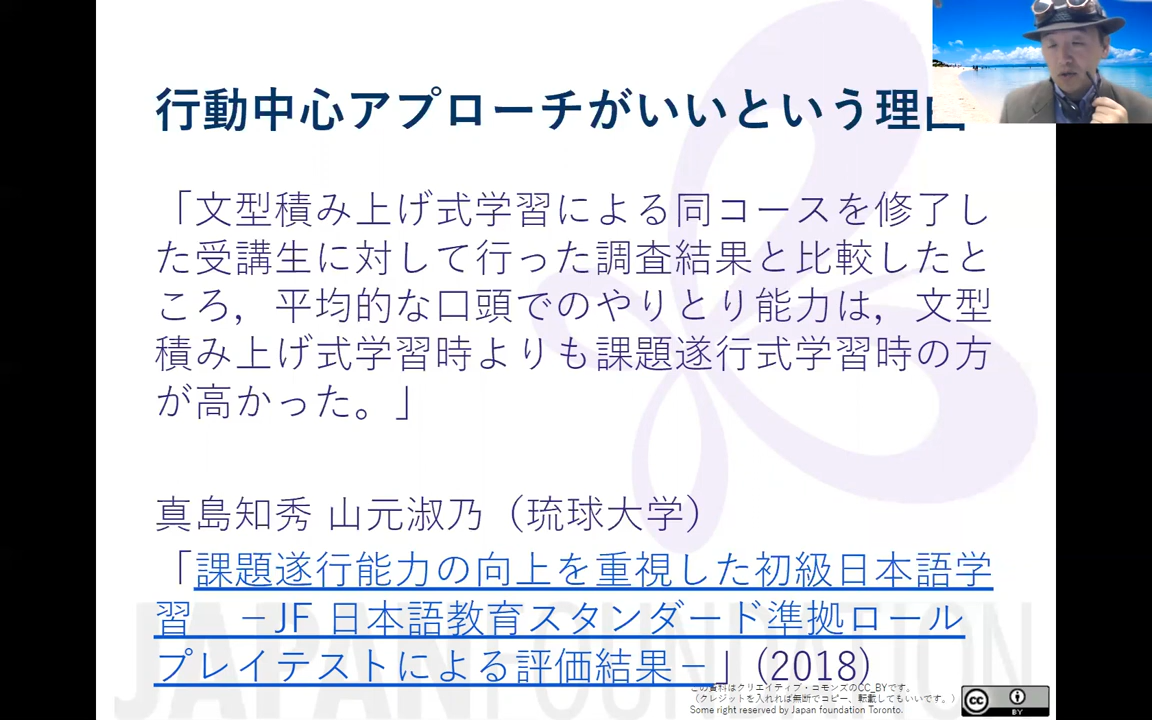 行動中心アプローチがいいという理由
「文型積み上げ式学習による同コースを修了し
た受講生に対して行った調査結果と比較したと
ころ，平均的な口頭でのやりとり能力は，文型
積み上げ式学習時よりも課題遂行式学習時の方
が高かった。」
真島知秀 山元淑乃（琉球大学）
「課題遂行能力の向上を重視した初級日本語学
習　－JF 日本語教育スタンダード準拠ロール
プレイテストによる評価結果－」(2018)
この資料はクリエイティブ・コモンズのCC_BYです。
（クレジットを入れれば無断でコピー、転載してもいいです。）
Some right reserved by Japan foundation Toronto.
cc
BY
JAPAN FOUNDATION